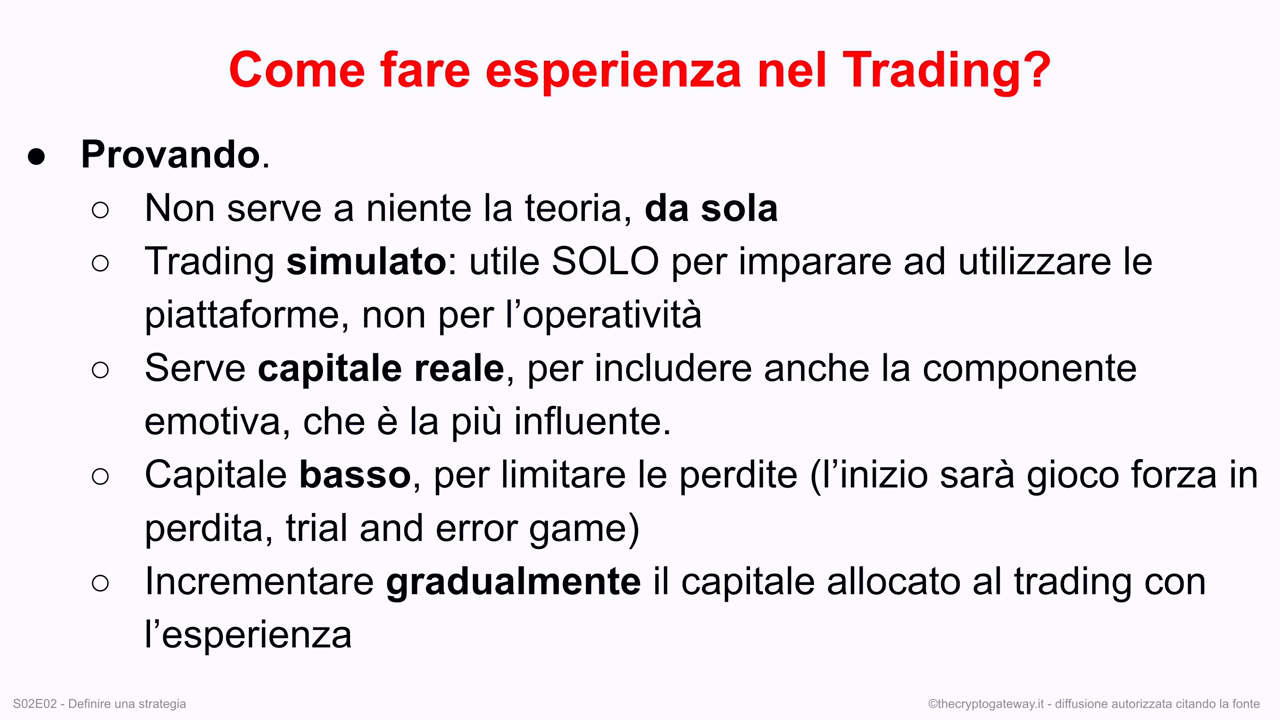 Come fare esperienza nel Trading?
● Provando.
○ Non serve a niente la teoria, da sola
○ Trading simulato: utile SOLO per imparare ad utilizzare le
piattaforme, non per l’operatività
○ Serve capitale reale, per includere anche la componente
emotiva, che è la più influente.
○ Capitale basso, per limitare le perdite (l’inizio sarà gioco forza in
perdita, trial and error game)
○ Incrementare gradualmente il capitale allocato al trading con
l’esperienza
S02E02 - Definire una strategia
©thecryptogateway.it - diffusione autorizzata citando la fonte